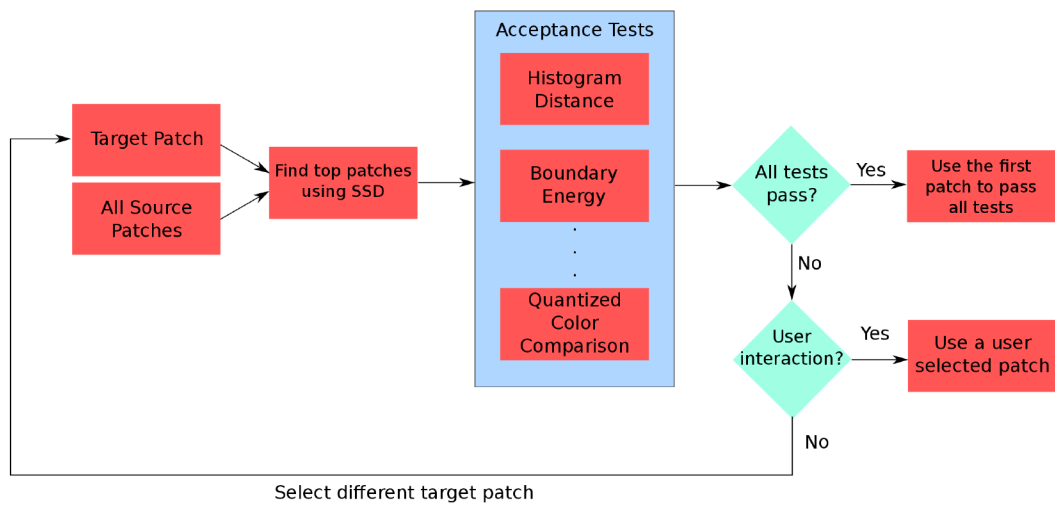 Acceptance Tests
Histogram
Distance
Target Patch
All Source
Patches
Find top patches
using SSD
Boundary
Energy
.
.
.
Quantized
Color
Comparison
All tests
pass?
Yes
Use the first
patch to pass
all tests
No
User
interaction?
Yes
Use a user
selected patch
No
Select different target patch